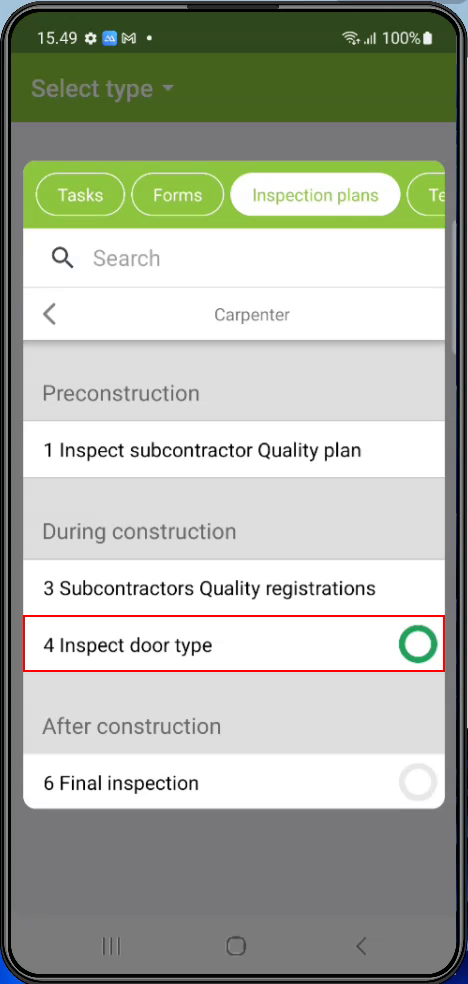 15.49 100%
Select type
Tasks Forms Inspection plans Te
Search
Carpenter
Preconstruction
1 Inspect subcontractor Quality plan
During construction
3 Subcontractors Quality registrations
4 Inspect door type
After construction
6 Final inspection